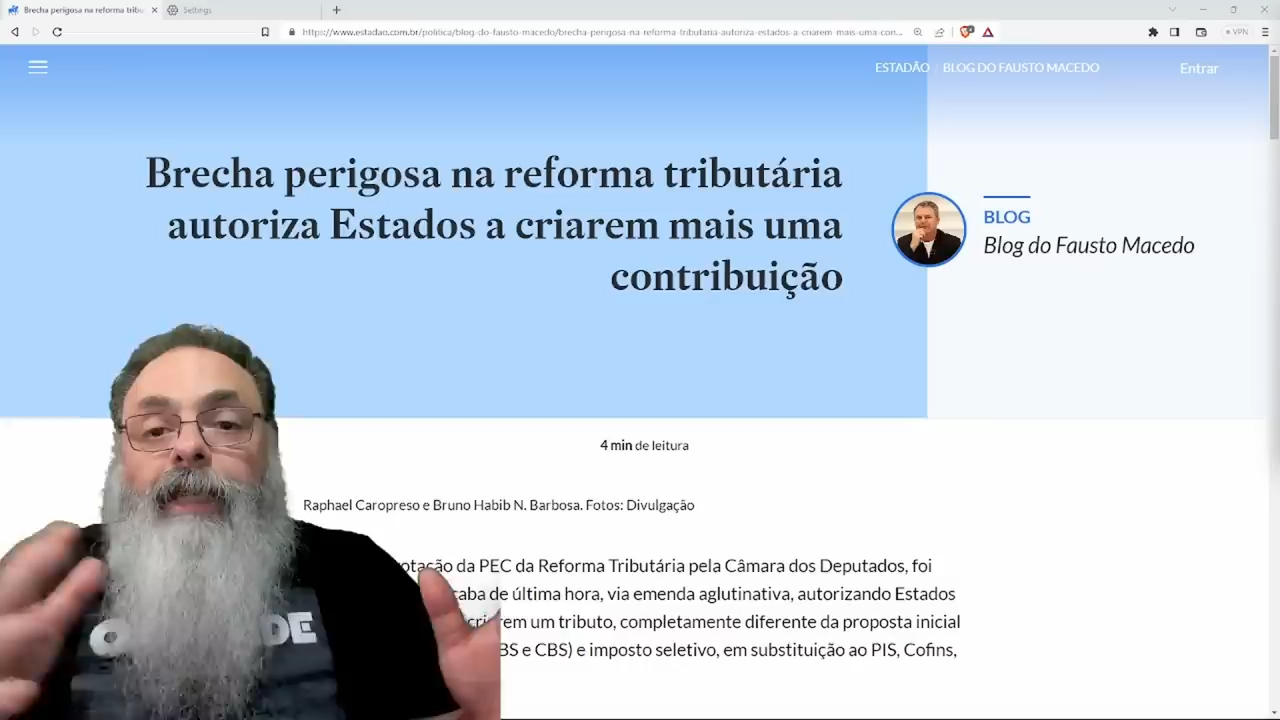 Brecha perigosa na reforma tribu
Settings
https://www.estadao.com.br/politica/blog-do-fausto-macedo/brecha-perigosa-na-reforma-tributaria-autoriza-estados-a-criarem-mais-uma-con...
VPN
ESTADÃO
BLOG DO FAUSTO MACEDO
Entrar
Brecha perigosa na reforma tributária
autoriza Estados a criarem mais uma
contribuição
BLOG
Blog do Fausto Macedo
4 min de leitura
Raphael Caropreso e Bruno Habib N. Barbosa. Fotos: Divulgação
da PEC da Reforma Tributária pela Câmara dos Deputados, foi
de última hora, via emenda aglutinativa, autorizando Estados
um tributo, completamente diferente da proposta inicial
e CBS) e imposto seletivo, em substituição ao PIS, Cofins,